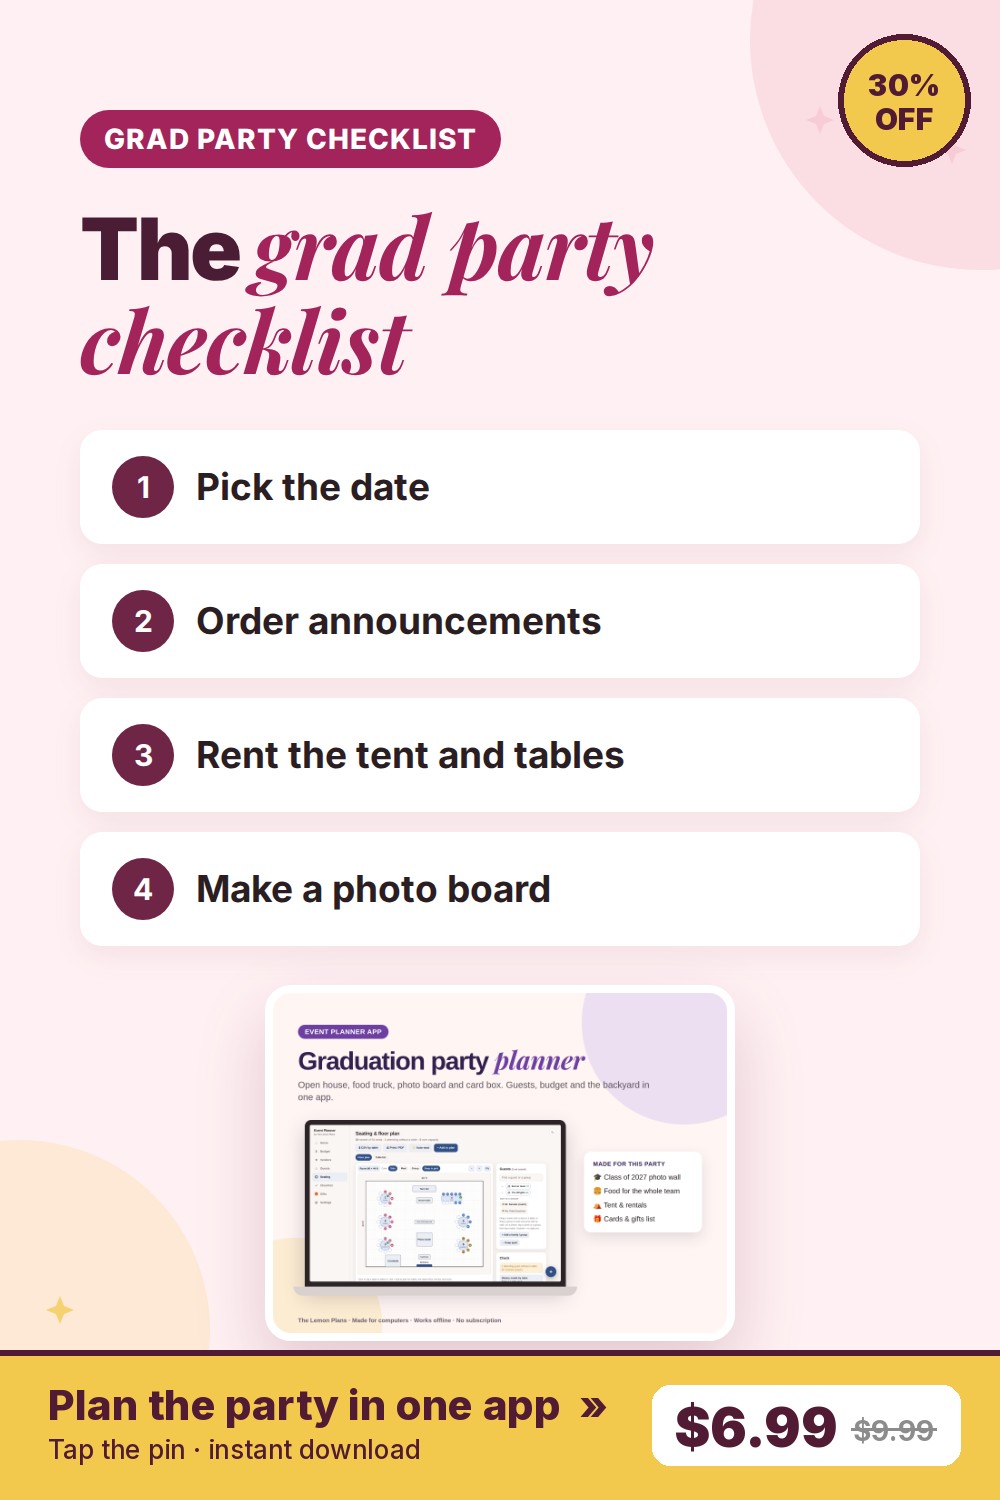 30%
OFF
GRAD PARTY CHECKLIST
The grad party
checklist
1 Pick the date
2 Order announcements
3 Rent the tent and tables
4 Make a photo board
EVENT PLANNER APP
Graduation party planner
Open house, food truck, photo board and card box. Guests, budget and the backyard in
one app.
Seating & floor plan
MADE FOR THIS PARTY
🎓 Class of 2027 photo wall
🍔 Food for the whole team
⛺ Tent & rentals
🎁 Cards & gifts list
The Lemon Plans · Made for computers · Works offline · No subscription
Plan the party in one app »
Tap the pin · instant download
$6.99 $9.99